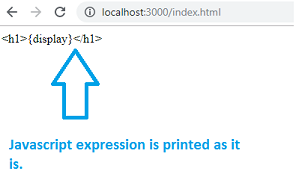 localhost:3000/index.html
<h1>{display}</h1>
Javascript expression is printed as it
is.